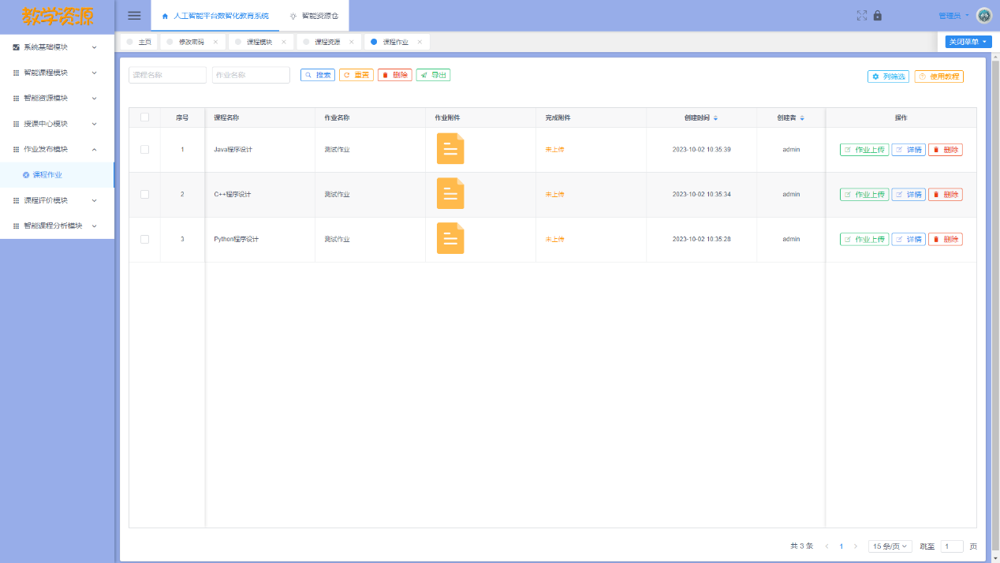 教学资源
人工智能平台数智化教育系统
智能资源仓
管理员
系统基础模块
智能课程模块
智能资源模块
授课中心模块
作业发布模块
课程作业
课程评价模块
智能课程分析模块
主页
修改密码
课程模块
课程资源
课程作业
关闭菜单
课程名称
作业名称
搜索
重置
删除
导出
列筛选
使用教程
序号 课程名称 作业名称 作业附件 完成附件 创建时间 创建者 操作
1 Java程序设计 测试作业 未上传 2023-10-02 10:35:39 admin 作业上传 详情 删除
2 C++程序设计 测试作业 未上传 2023-10-02 10:35:34 admin 作业上传 详情 删除
3 Python程序设计 测试作业 未上传 2023-10-02 10:35:28 admin 作业上传 详情 删除
共 3 条 1 15 条/页 跳至 1 页